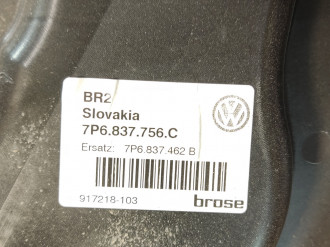 BR2
Slovakia
7P6.837.756.C
Ersatz: 7P6.837.462 B
917218-103
brose